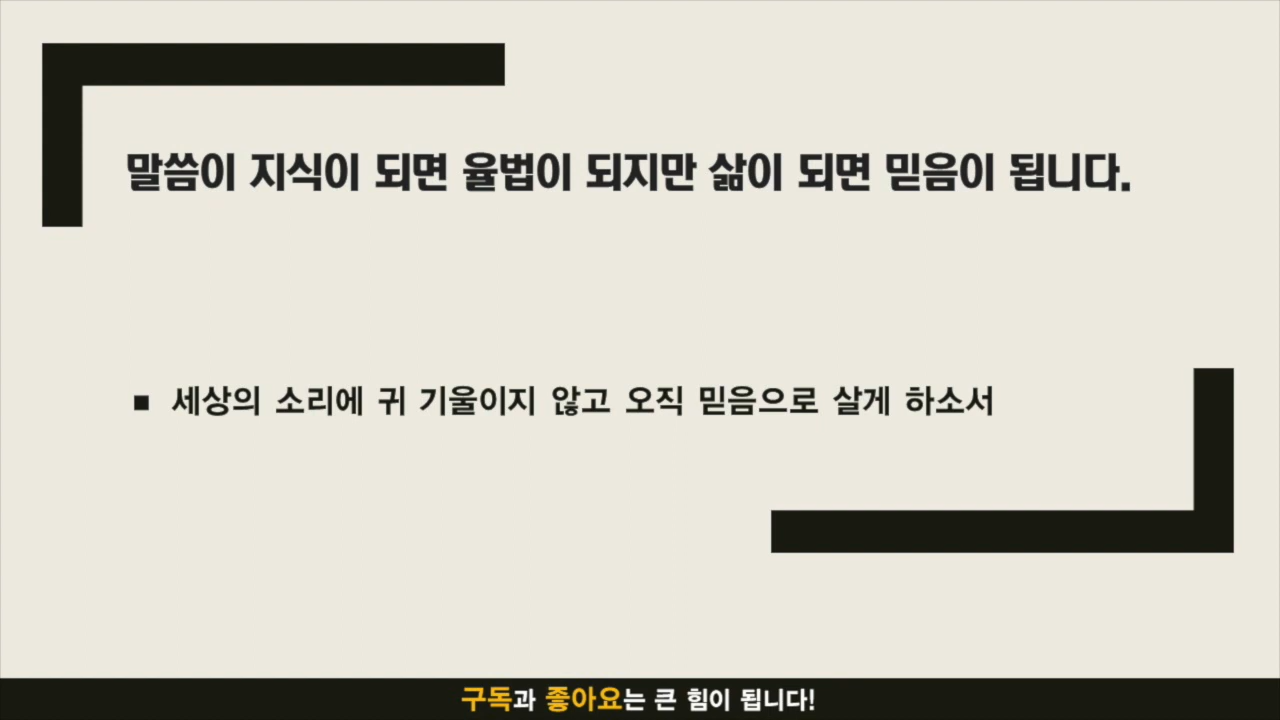 말씀이 지식이 되면 율법이 되지만 삶이 되면 믿음이 됩니다.
▪ 세상의 소리에 귀 기울이지 않고 오직 믿음으로 살게 하소서
구독과 좋아요는 큰 힘이 됩니다!